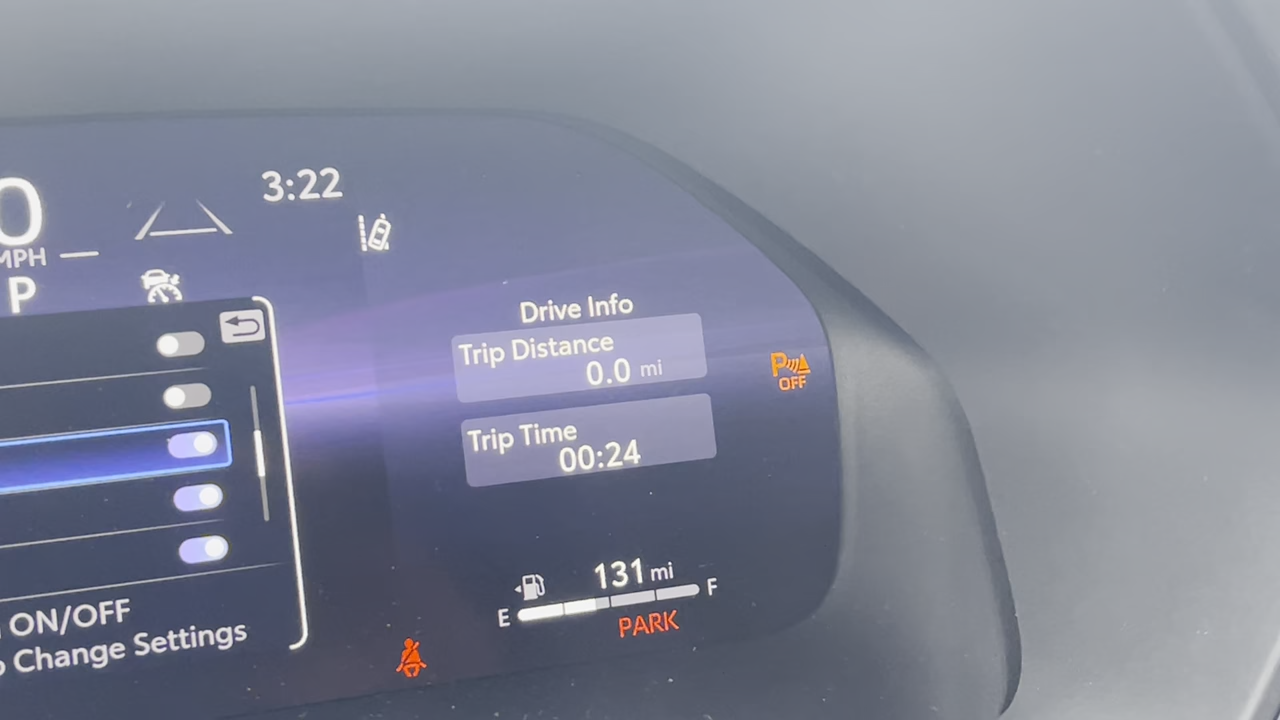 0
MPH
P
3:22
Drive Info
Trip Distance
0.0 mi
Trip Time
00:24
P
OFF
131 mi
E F
PARK
ON/OFF
Change Settings